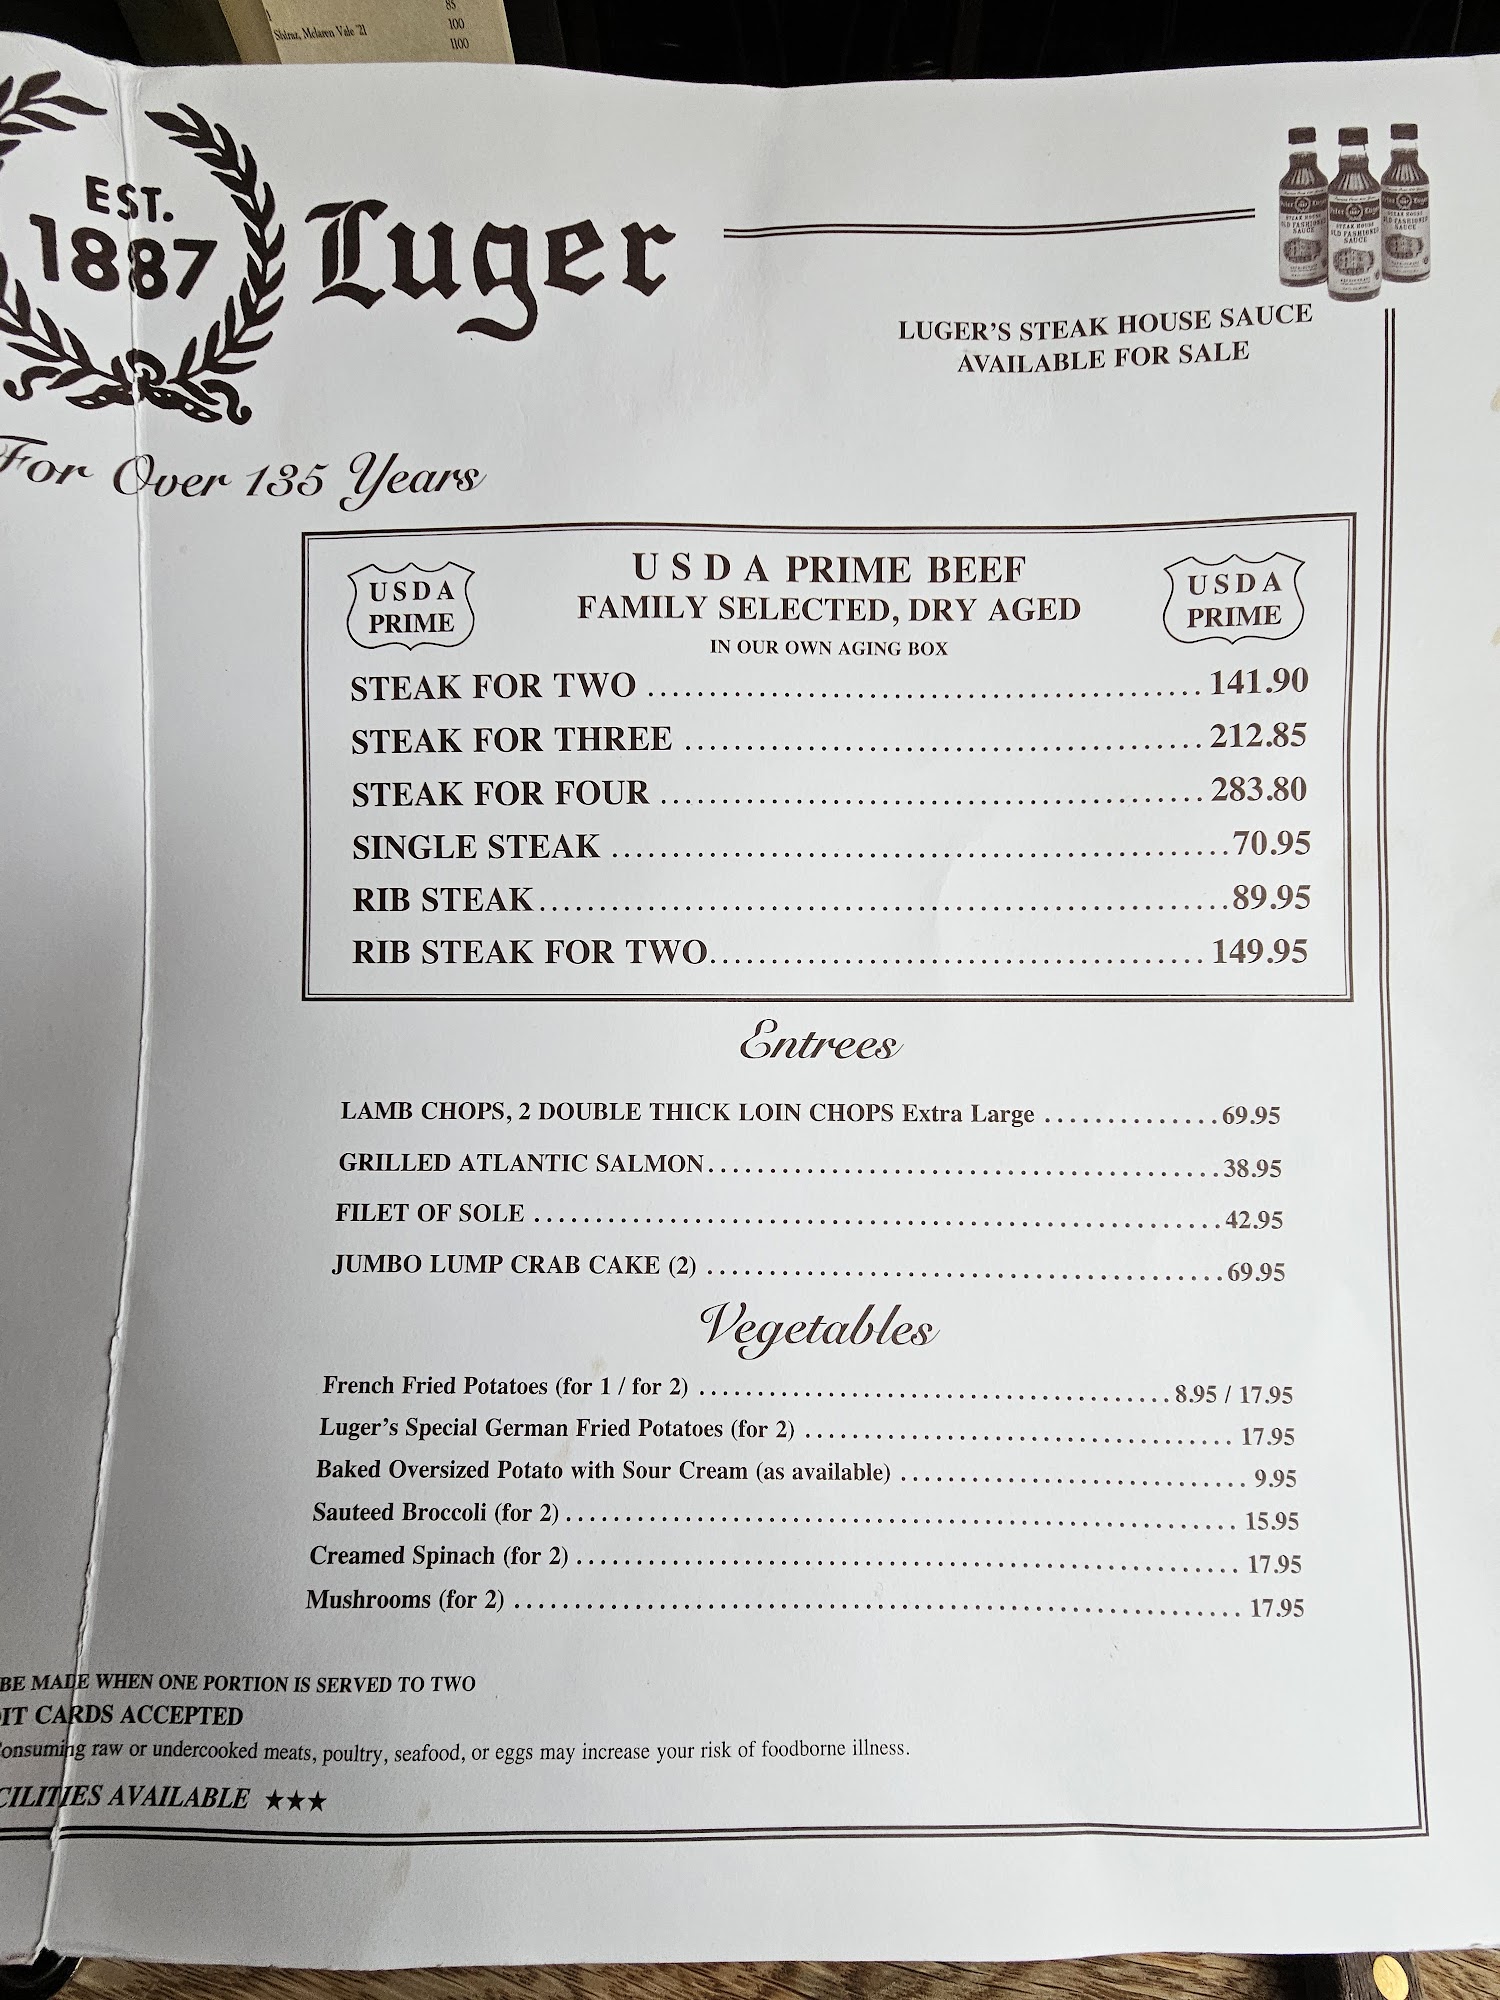 85
Shiraz, Mclaren Vale '21 100
1100
EST.
1887
Luger
LUGER'S STEAK HOUSE SAUCE
AVAILABLE FOR SALE
For Over 135 Years
USDA
PRIME
U S D A PRIME BEEF
FAMILY SELECTED, DRY AGED
IN OUR OWN AGING BOX
USDA
PRIME
STEAK FOR TWO 141.90
STEAK FOR THREE 212.85
STEAK FOR FOUR 283.80
SINGLE STEAK 70.95
RIB STEAK 89.95
RIB STEAK FOR TWO 149.95
Entrees
LAMB CHOPS, 2 DOUBLE THICK LOIN CHOPS Extra Large 69.95
GRILLED ATLANTIC SALMON 38.95
FILET OF SOLE 42.95
JUMBO LUMP CRAB CAKE (2) 69.95
Vegetables
French Fried Potatoes (for 1 / for 2) 8.95 / 17.95
Luger's Special German Fried Potatoes (for 2) 17.95
Baked Oversized Potato with Sour Cream (as available) 9.95
Sauteed Broccoli (for 2) 15.95
Creamed Spinach (for 2) 17.95
Mushrooms (for 2) 17.95
BE MADE WHEN ONE PORTION IS SERVED TO TWO
IT CARDS ACCEPTED
onsuming raw or undercooked meats, poultry, seafood, or eggs may increase your risk of foodborne illness.
CILITIES AVAILABLE ★★★